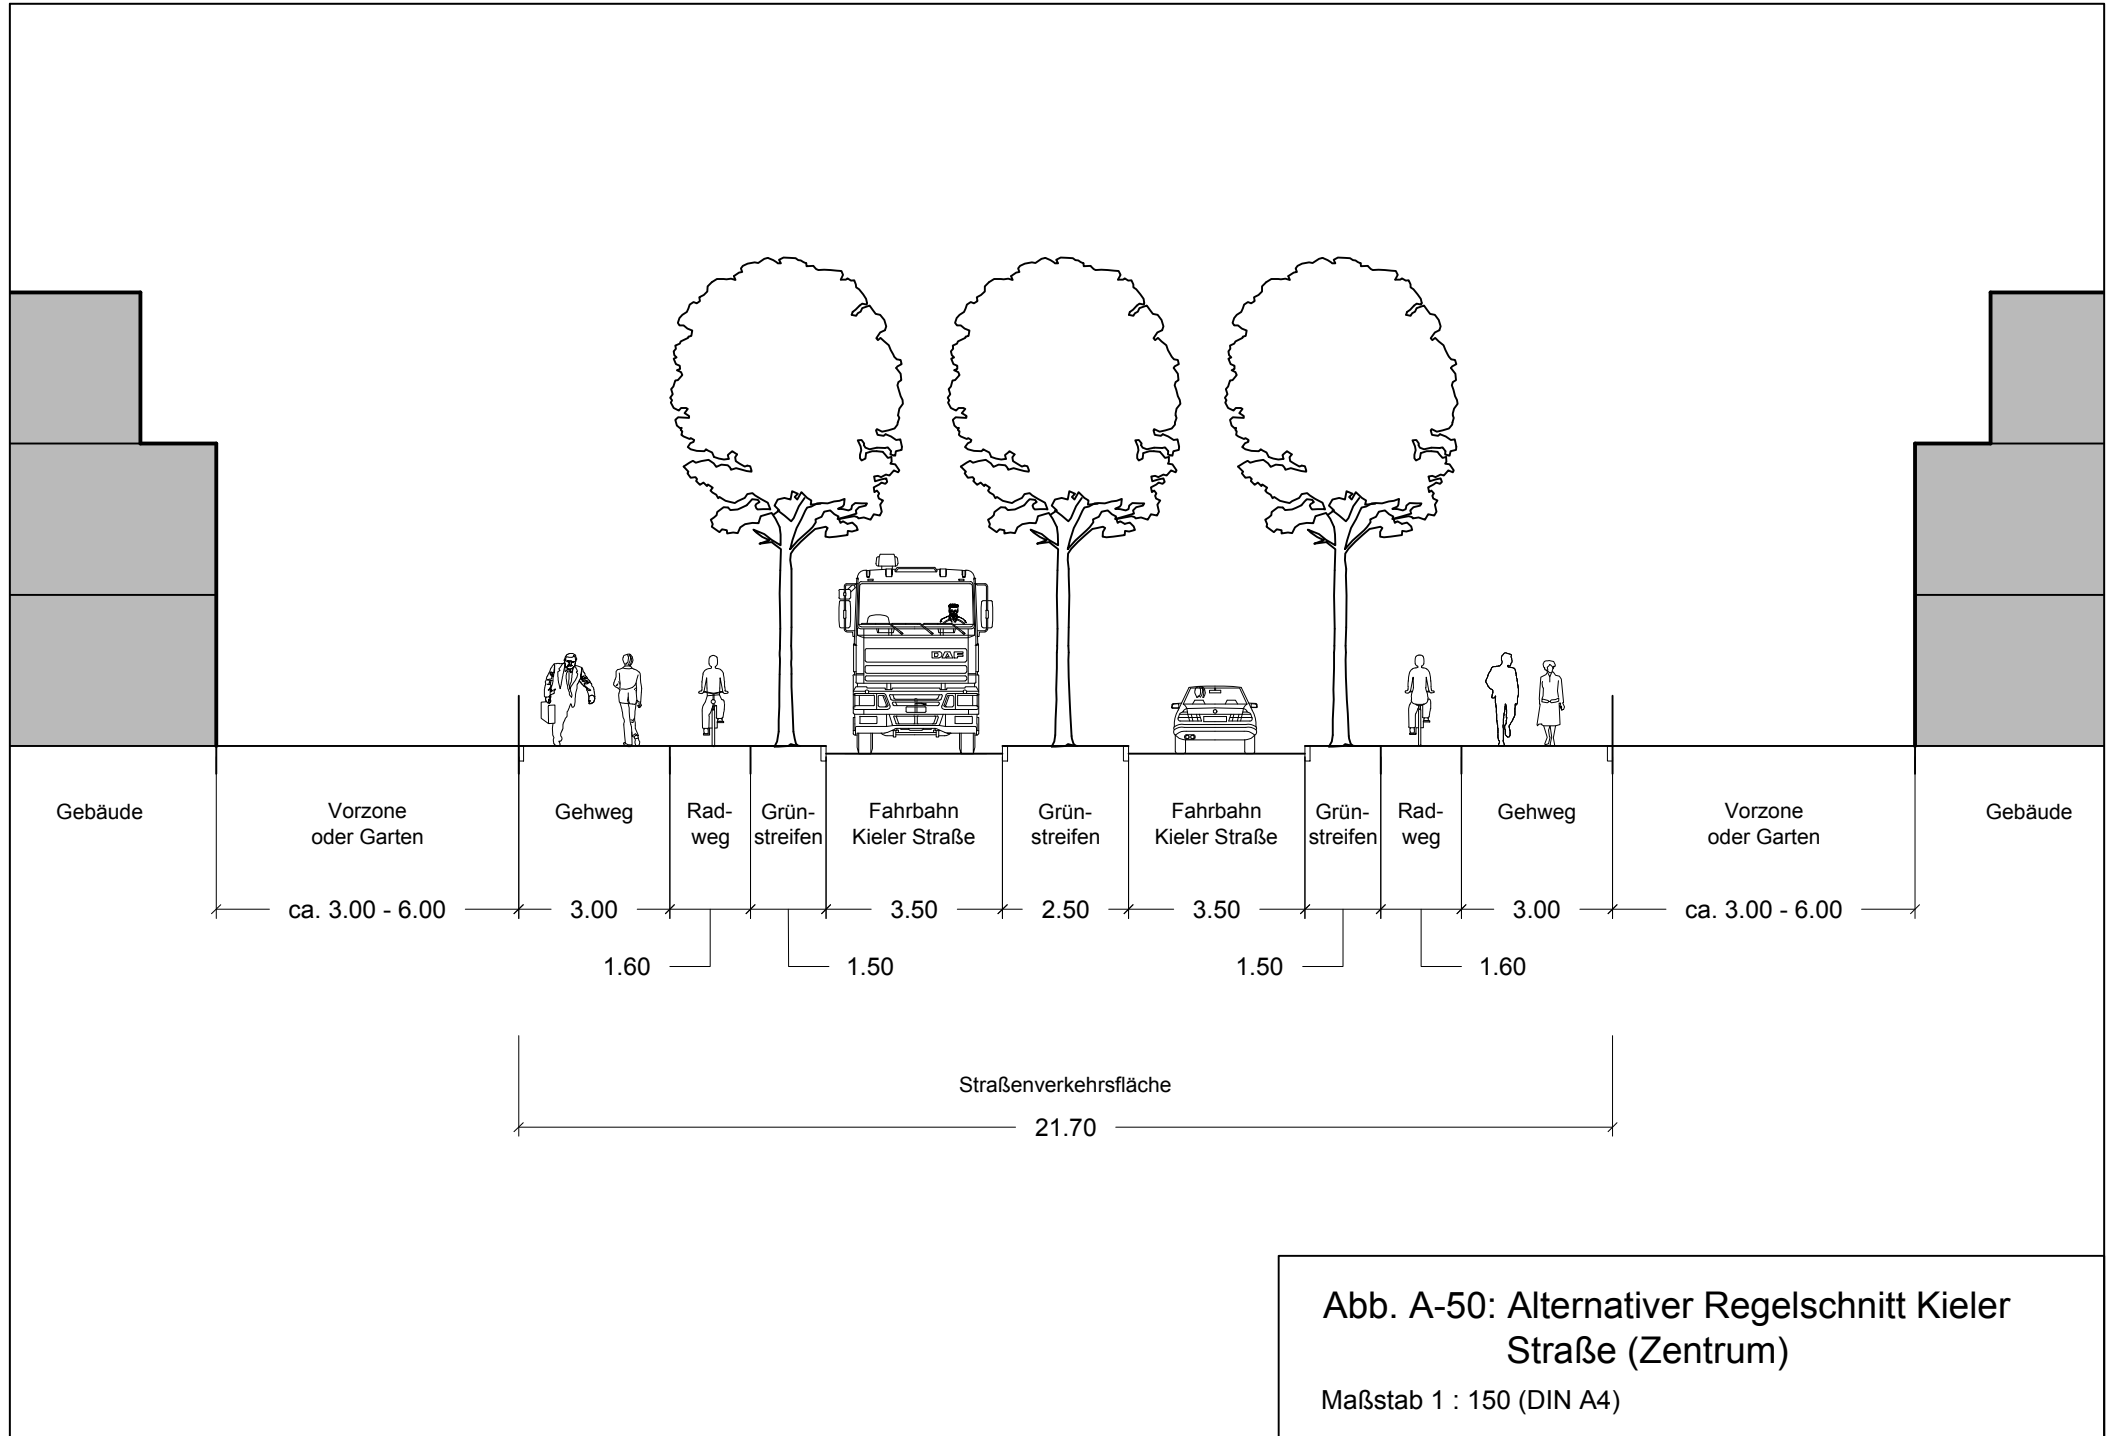 DAF
Gebäude
Vorzone
oder Garten
Gehweg
Rad-
weg
Grün-
streifen
Fahrbahn
Kieler Straße
Grün-
streifen
Fahrbahn
Kieler Straße
Grün-
streifen
Rad-
weg
Gehweg
Vorzone
oder Garten
Gebäude
ca. 3.00 - 6.00
3.00
3.50
2.50
3.50
3.00
ca. 3.00 - 6.00
1.60
1.50
1.50
1.60
Straßenverkehrsfläche
21.70
Abb. A-50: Alternativer Regelschnitt Kieler
Straße (Zentrum)
Maßstab 1 : 150 (DIN A4)